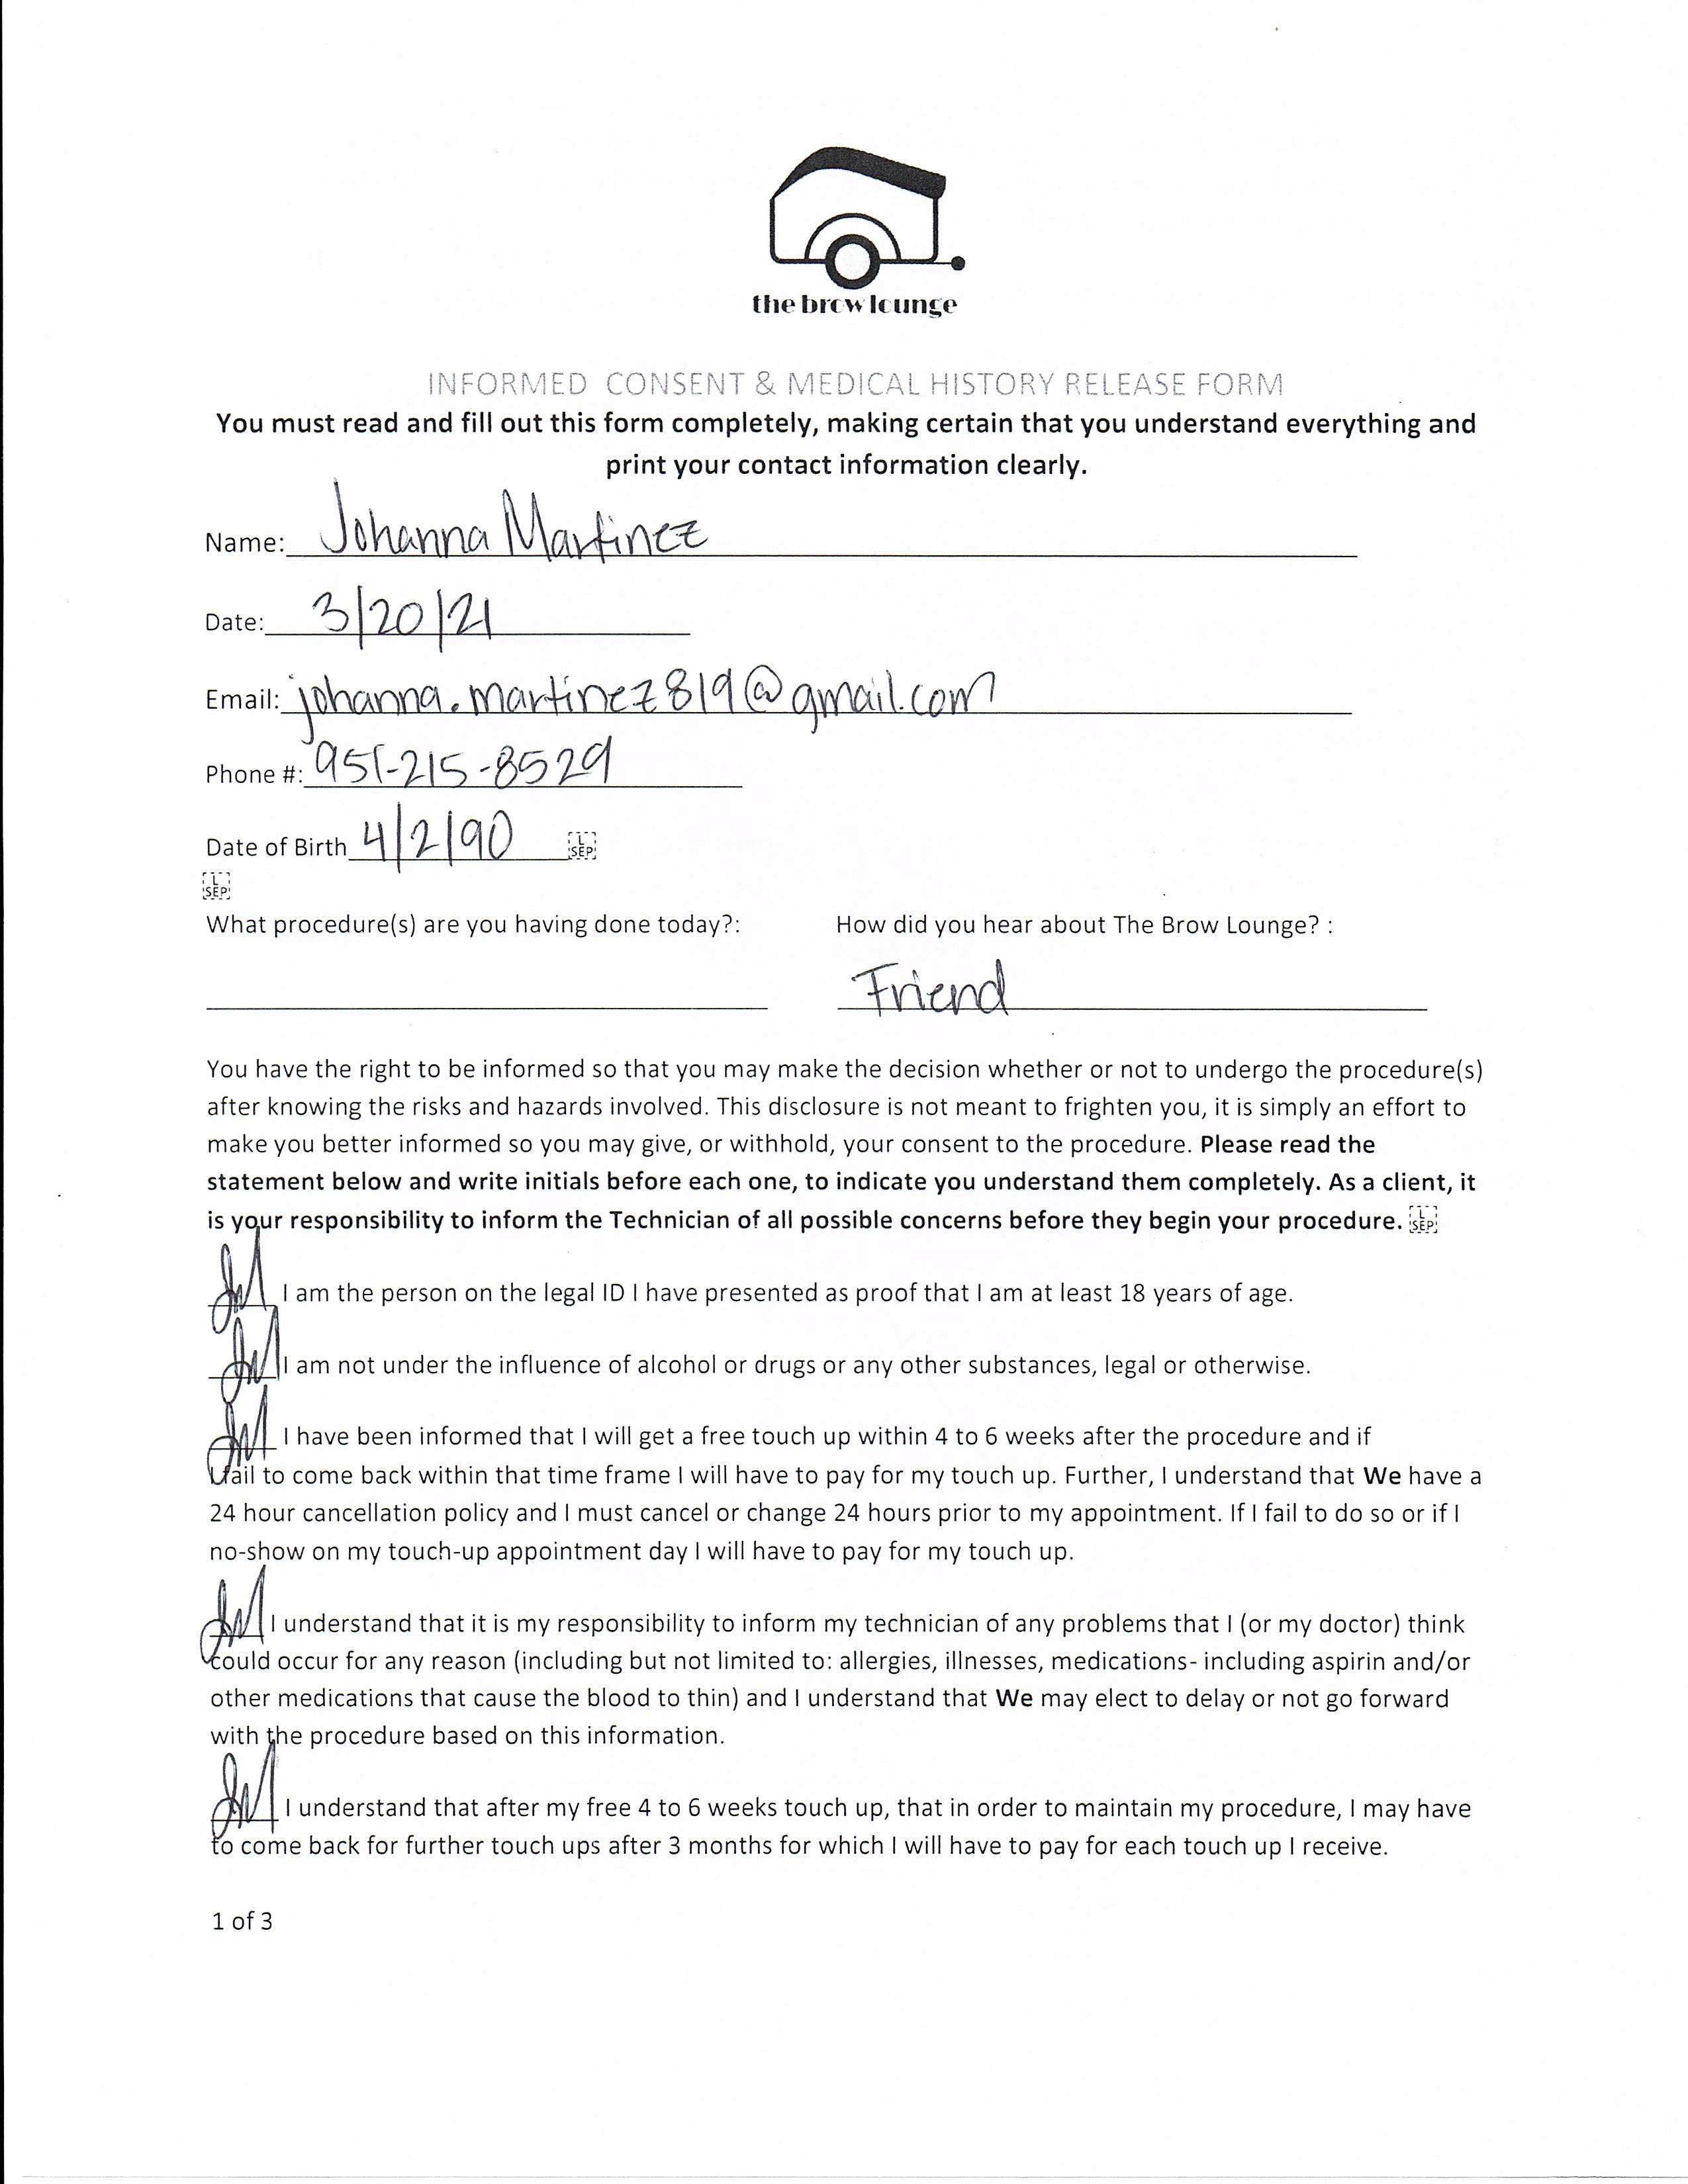 the brow lounge
INFORMED CONSENT & MEDICAL HISTORY RELEASE FORM
You must read and fill out this form completely, making certain that you understand everything and
print your contact information clearly.
Name: Johanna Martinez
Date: 3/20/21
Email: johanna.martinez819@gmail.com
Phone #: 951-215-8529
Date of Birth 4/2/90 L SEP
L SEP
What procedure(s) are you having done today?: How did you hear about The Brow Lounge? :
Friend
You have the right to be informed so that you may make the decision whether or not to undergo the procedure(s)
after knowing the risks and hazards involved. This disclosure is not meant to frighten you, it is simply an effort to
make you better informed so you may give, or withhold, your consent to the procedure. Please read the
statement below and write initials before each one, to indicate you understand them completely. As a client, it
is your responsibility to inform the Technician of all possible concerns before they begin your procedure. L SEP
JM I am the person on the legal ID I have presented as proof that I am at least 18 years of age.
JM I am not under the influence of alcohol or drugs or any other substances, legal or otherwise.
JM I have been informed that I will get a free touch up within 4 to 6 weeks after the procedure and if
fail to come back within that time frame I will have to pay for my touch up. Further, I understand that We have a
24 hour cancellation policy and I must cancel or change 24 hours prior to my appointment. If I fail to do so or if I
no-show on my touch-up appointment day I will have to pay for my touch up.
JM I understand that it is my responsibility to inform my technician of any problems that I (or my doctor) think
could occur for any reason (including but not limited to: allergies, illnesses, medications- including aspirin and/or
other medications that cause the blood to thin) and I understand that We may elect to delay or not go forward
with the procedure based on this information.
JM I understand that after my free 4 to 6 weeks touch up, that in order to maintain my procedure, I may have
to come back for further touch ups after 3 months for which I will have to pay for each touch up I receive.
1 of 3